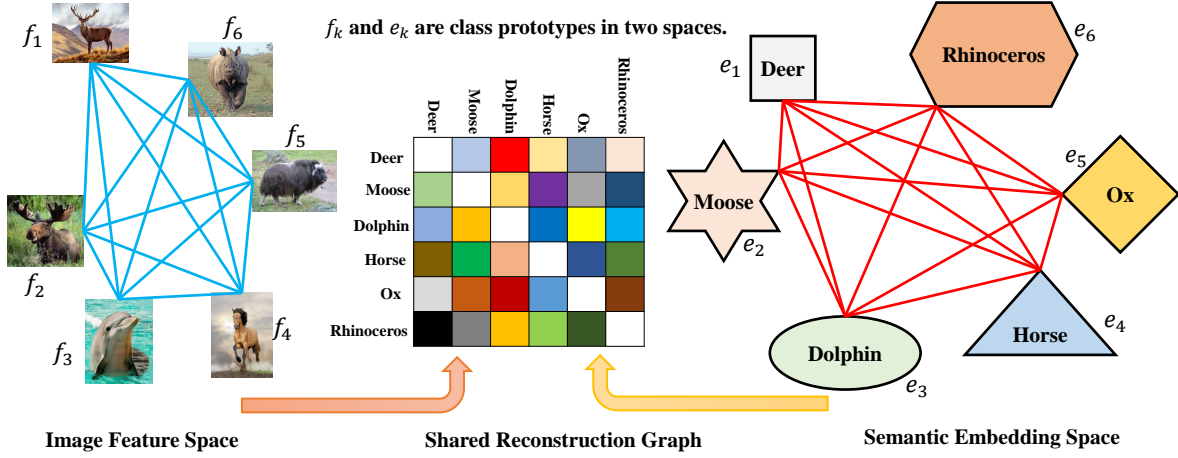 f₁
f₆
f₅
f₂
f₃
f₄
Image Feature Space
f_k and e_k are class prototypes in two spaces.
Deer
Moose
Dolphin
Horse
Ox
Rhinoceros
Deer
Moose
Dolphin
Horse
Ox
Rhinoceros
Shared Reconstruction Graph
e₁
Deer
Rhinoceros
e₆
e₅
Ox
Moose
e₂
Horse
e₄
Dolphin
e₃
Semantic Embedding Space